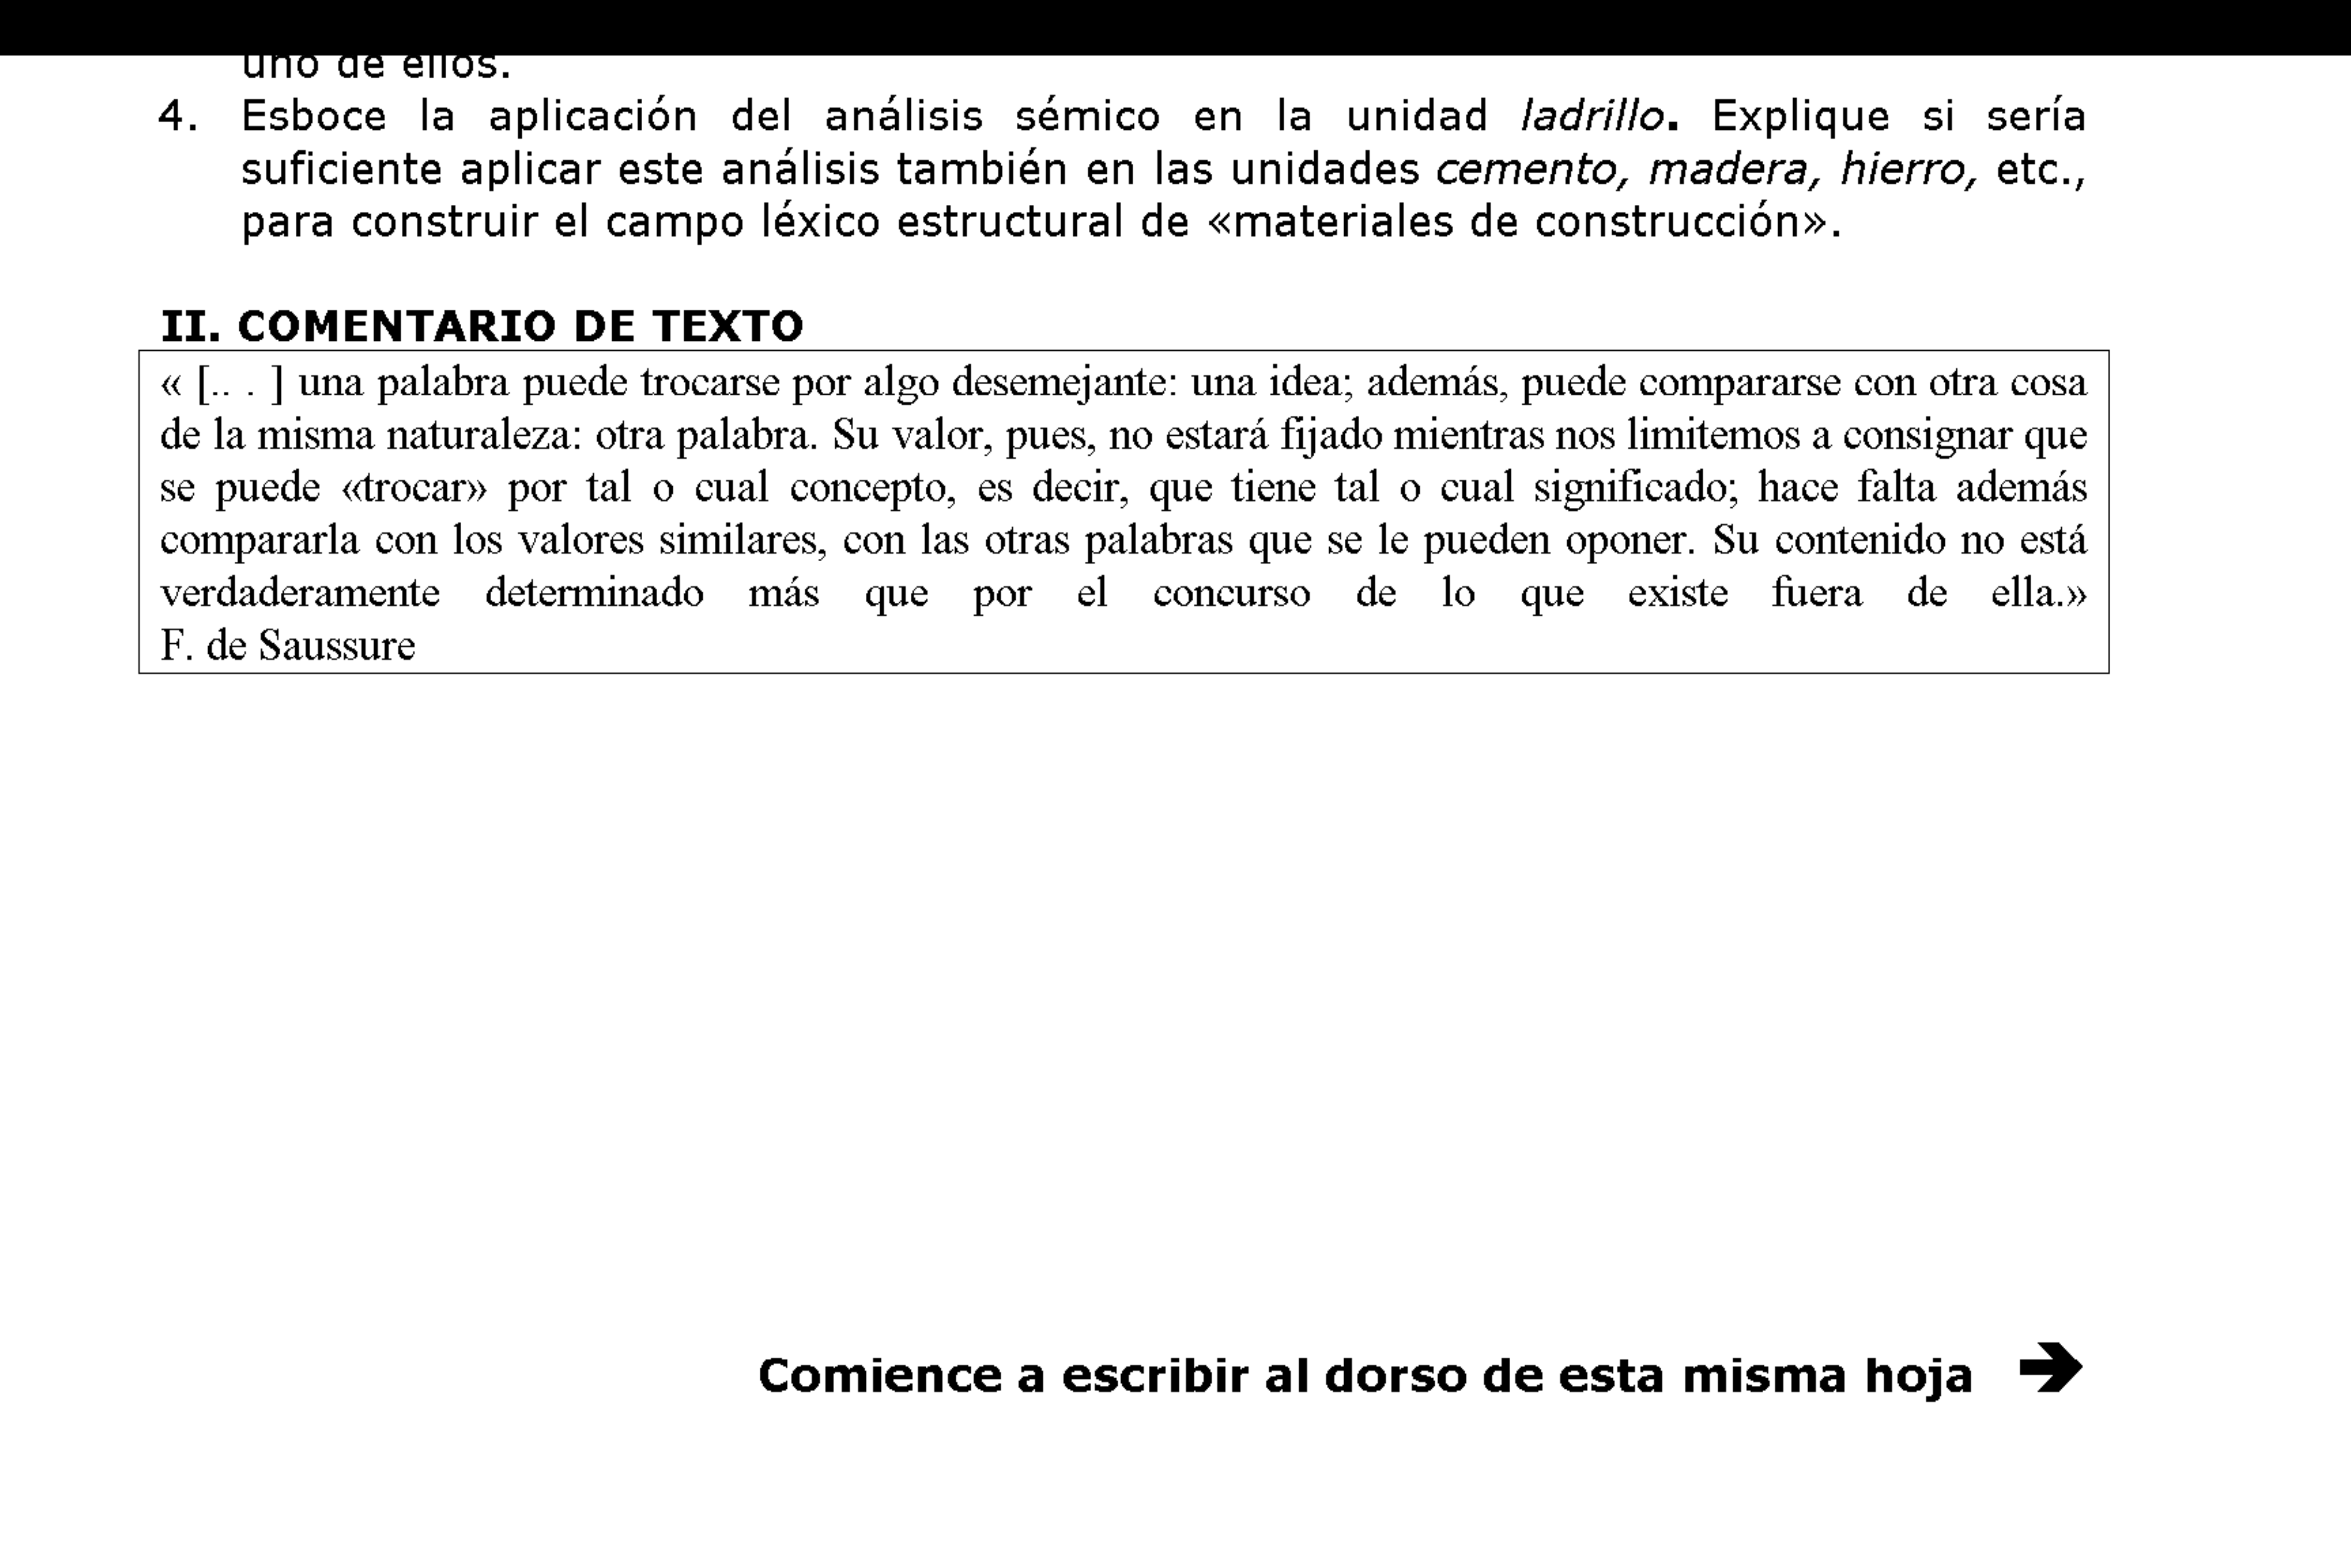 uno de ellos.
4. Esboce la aplicación del análisis sémico en la unidad ladrillo. Explique si sería
suficiente aplicar este análisis también en las unidades cemento, madera, hierro, etc.,
para construir el campo léxico estructural de «materiales de construcción».
II. COMENTARIO DE TEXTO
« [.. . ] una palabra puede trocarse por algo desemejante: una idea; además, puede compararse con otra cosa
de la misma naturaleza: otra palabra. Su valor, pues, no estará fijado mientras nos limitemos a consignar que
se puede «trocar» por tal o cual concepto, es decir, que tiene tal o cual significado; hace falta además
compararla con los valores similares, con las otras palabras que se le pueden oponer. Su contenido no está
verdaderamente determinado más que por el concurso de lo que existe fuera de ella.»
F. de Saussure
Comience a escribir al dorso de esta misma hoja